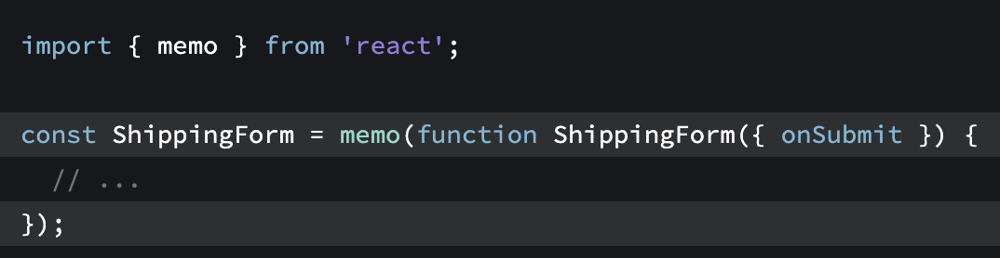 import { memo } from 'react';
const ShippingForm = memo(function ShippingForm({ onSubmit }) {
// ...
});